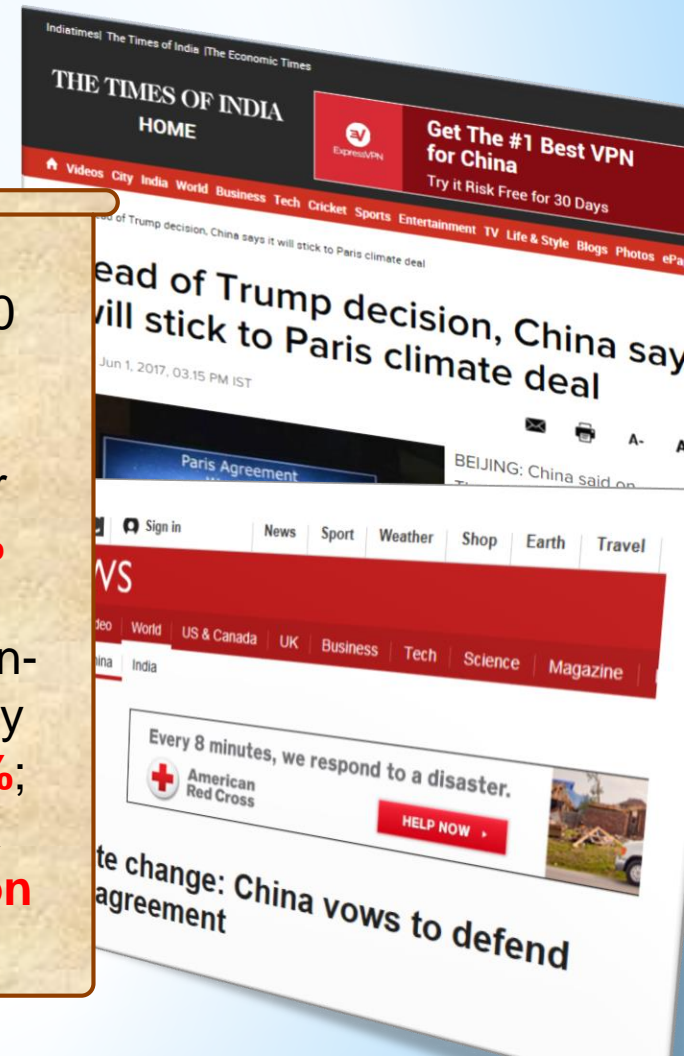 Indiatimes| The Times of India |The Economic Times
THE TIMES OF INDIA
HOME
ExpressVPN
Get The #1 Best VPN
for China
Try it Risk Free for 30 Days
Videos City India World Business Tech Cricket Sports Entertainment TV Life & Style Blogs Photos ePa
of Trump decision, China says it will stick to Paris climate deal
ead of Trump decision, China say
will stick to Paris climate deal
Jun 1, 2017, 03.15 PM IST
A-
Paris Agreement
BEIJING: China said on
0
r
n-
y
%;
on
Sign in
News Sport Weather Shop Earth Travel
WS
deo World US & Canada UK Business Tech Science Magazine
ina India
Every 8 minutes, we respond to a disaster.
American
Red Cross
HELP NOW
te change: China vows to defend
agreement